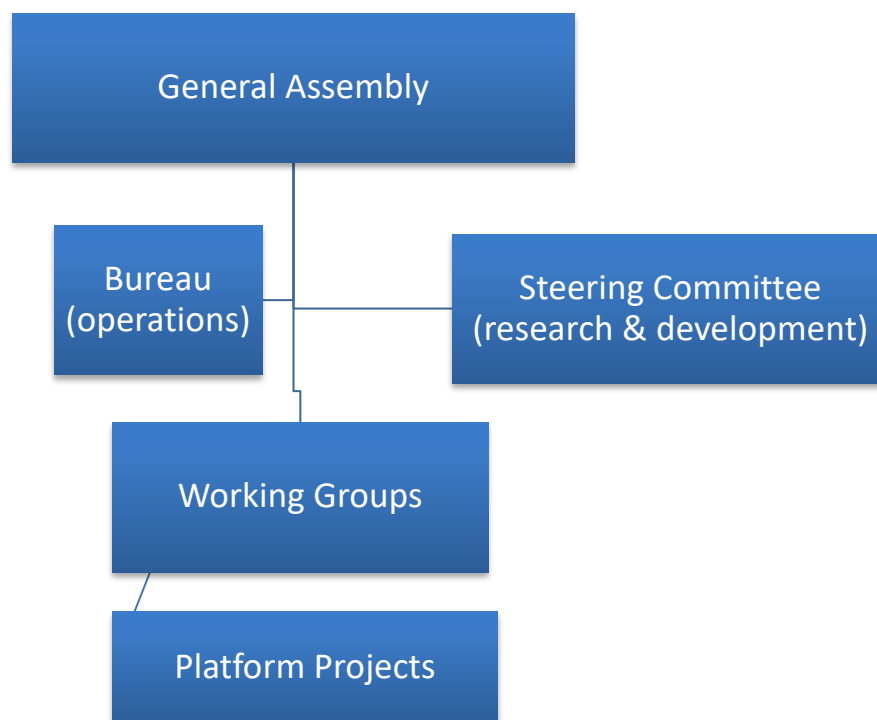 General Assembly
Bureau
(operations)
Steering Committee
(research & development)
Working Groups
Platform Projects